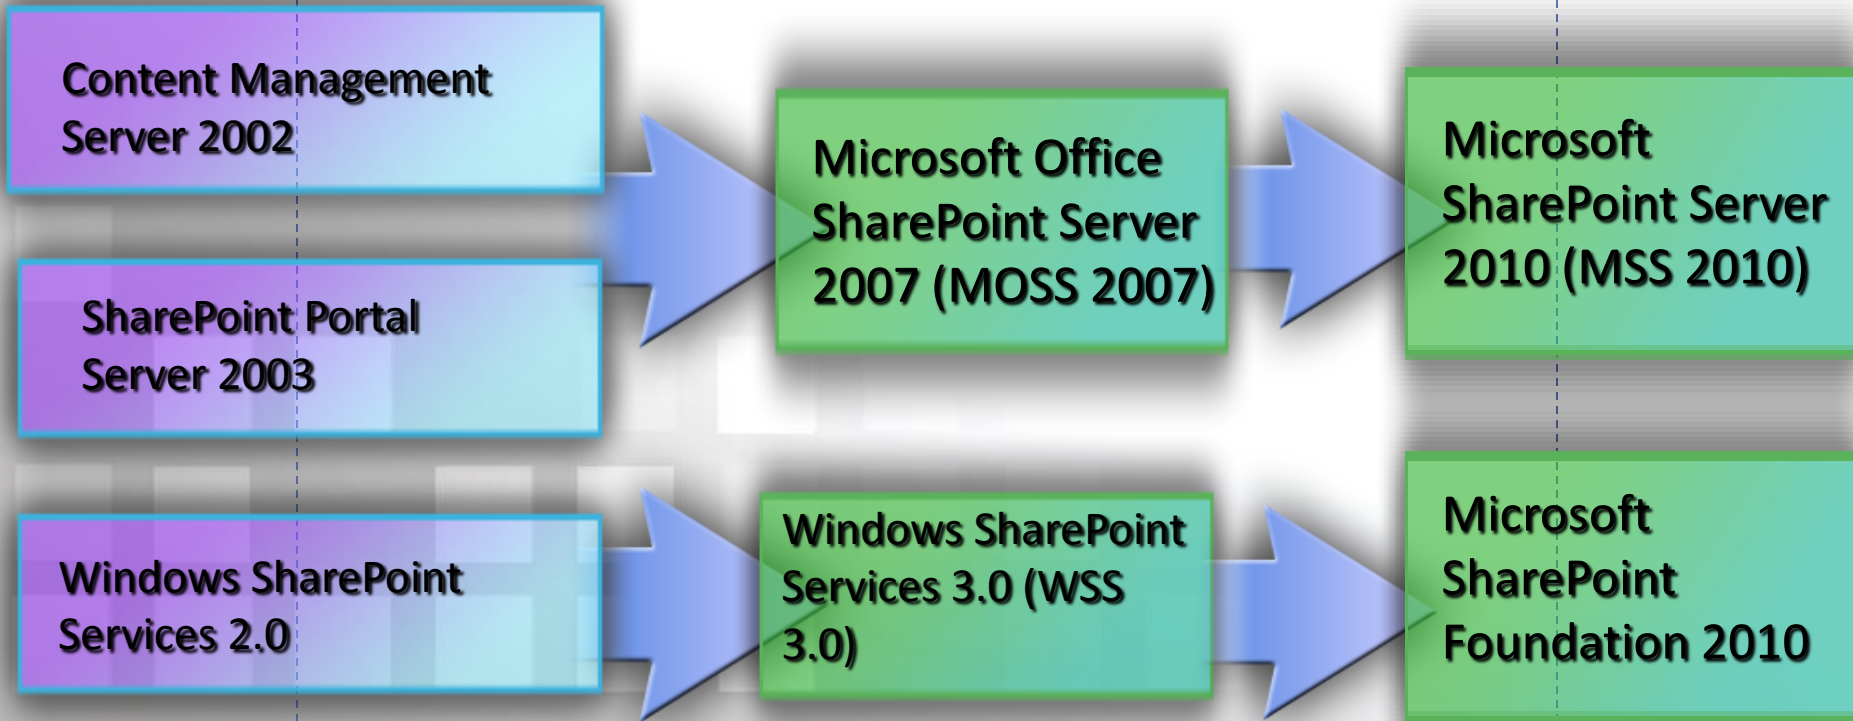 Content Management
Server 2002
SharePoint Portal
Server 2003
Windows SharePoint
Services 2.0
Microsoft Office
SharePoint Server
2007 (MOSS 2007)
Windows SharePoint
Services 3.0 (WSS
3.0)
Microsoft
SharePoint Server
2010 (MSS 2010)
Microsoft
SharePoint
Foundation 2010